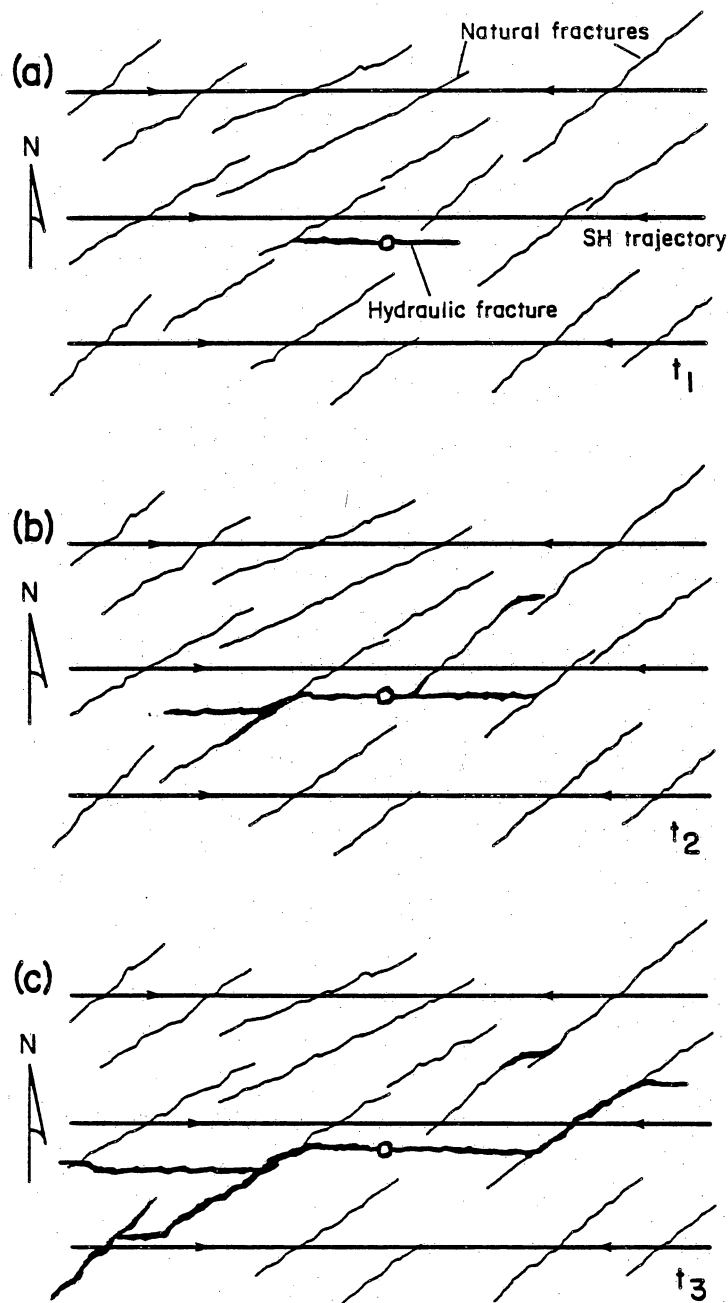 (a)
Natural fractures
N
SH trajectory
Hydraulic fracture
t1
(b)
N
t2
(c)
N
t3